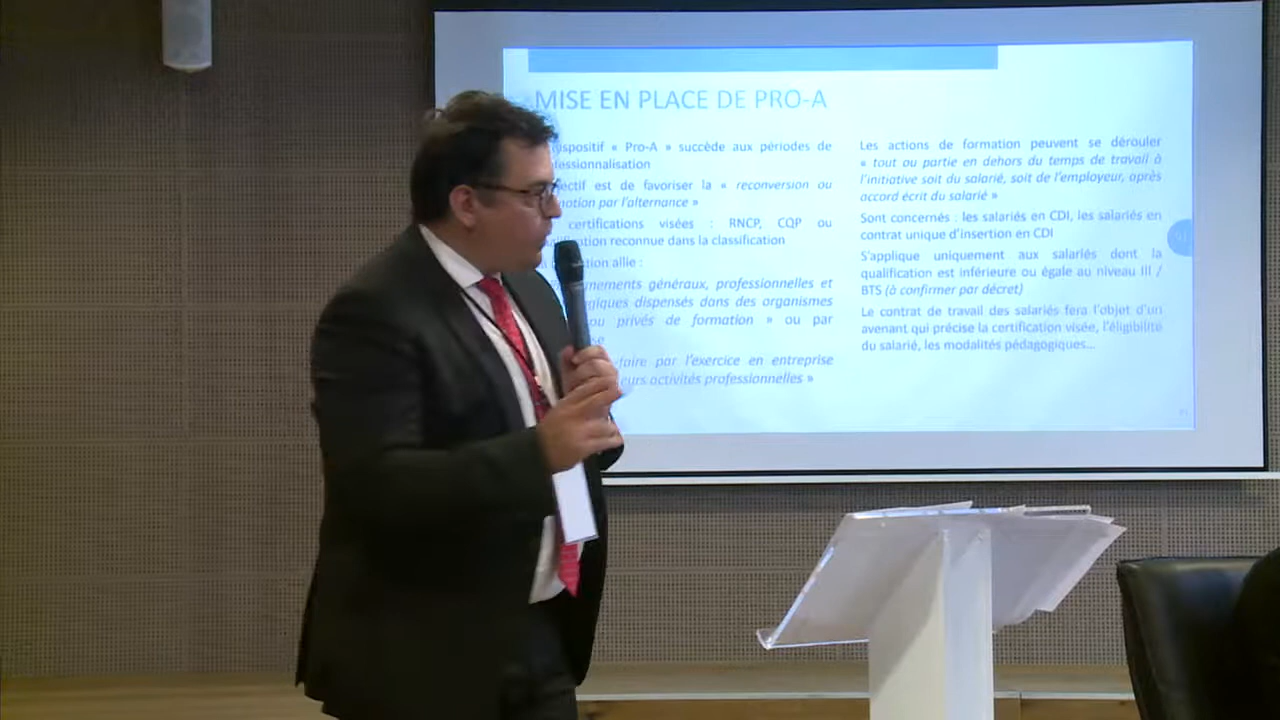 MISE EN PLACE DE PRO-A
« Pro-A » succède aux périodes de
est de favoriser la « reconversion ou
par l'alternance »
certifications visées : RNCP, CQP ou
reconnue dans la classification
allie :
généraux, professionnelles et
dispensés dans des organismes
ou privés de formation » ou par
faire par l'exercice en entreprise
activités professionnelles »
Les actions de formation peuvent se dérouler
« tout ou partie en dehors du temps de travail à
l'initiative soit du salarié, soit de l'employeur, après
accord écrit du salarié »
Sont concernés : les salariés en CDI, les salariés en
contrat unique d'insertion en CDI
S'applique uniquement aux salariés dont la
qualification est inférieure ou égale au niveau III /
BTS (à confirmer par décret)
Le contrat de travail des salariés fera l'objet d'un
avenant qui précise la certification visée, l'éligibilité
du salarié, les modalités pédagogiques...